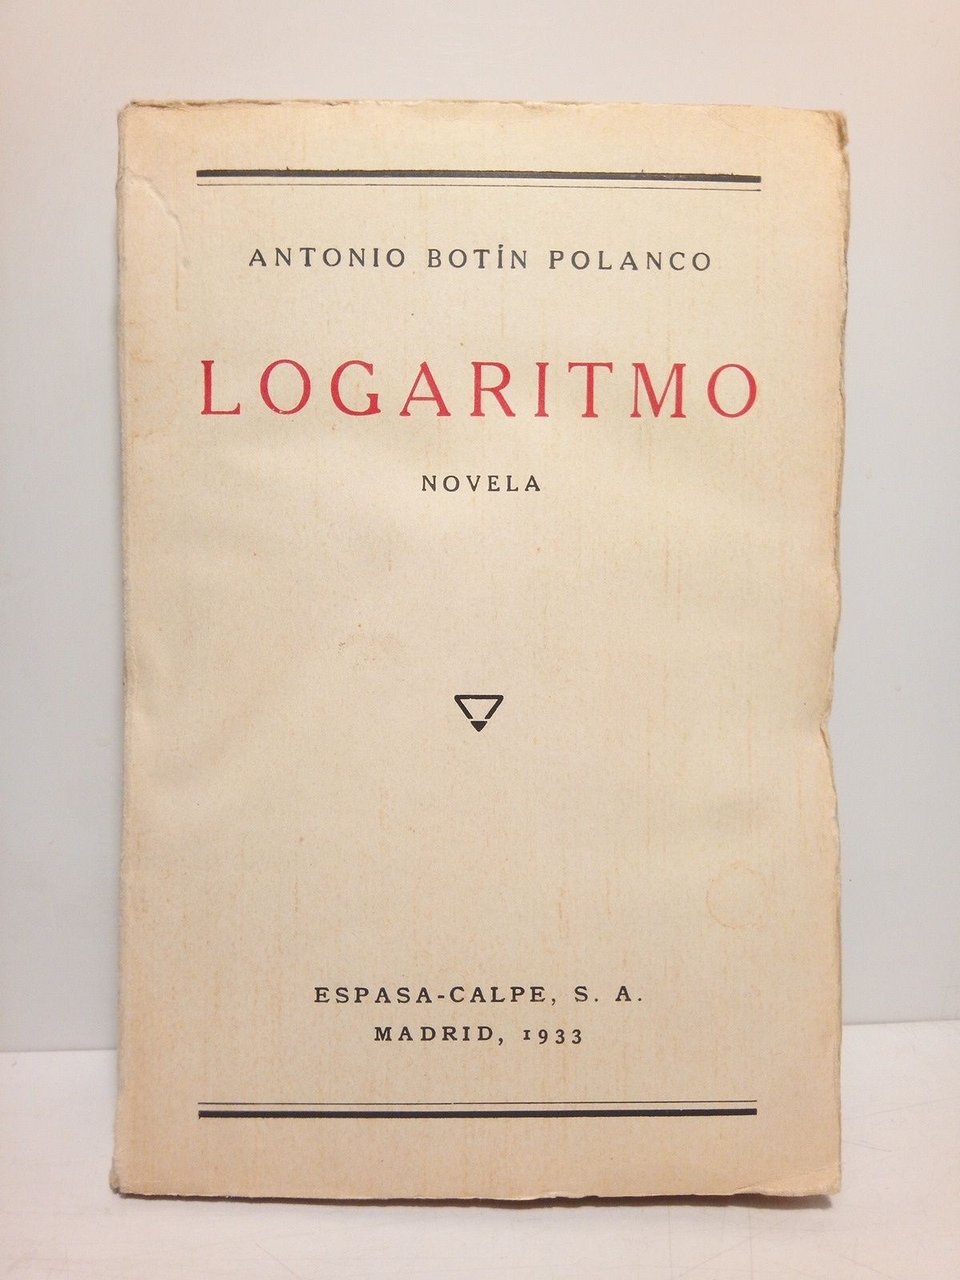 ANTONIO BOTÍN POLANCO
LOGARITMO
NOVELA
ESPASA-CALPE, S. A.
MADRID, 1933